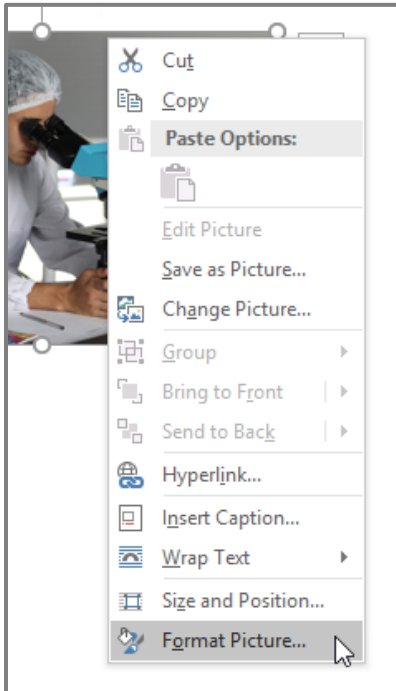 Cut
Copy
Paste Options:
Edit Picture
Save as Picture...
Change Picture...
Group
Bring to Front
Send to Back
Hyperlink...
Insert Caption...
Wrap Text
Size and Position...
Format Picture...